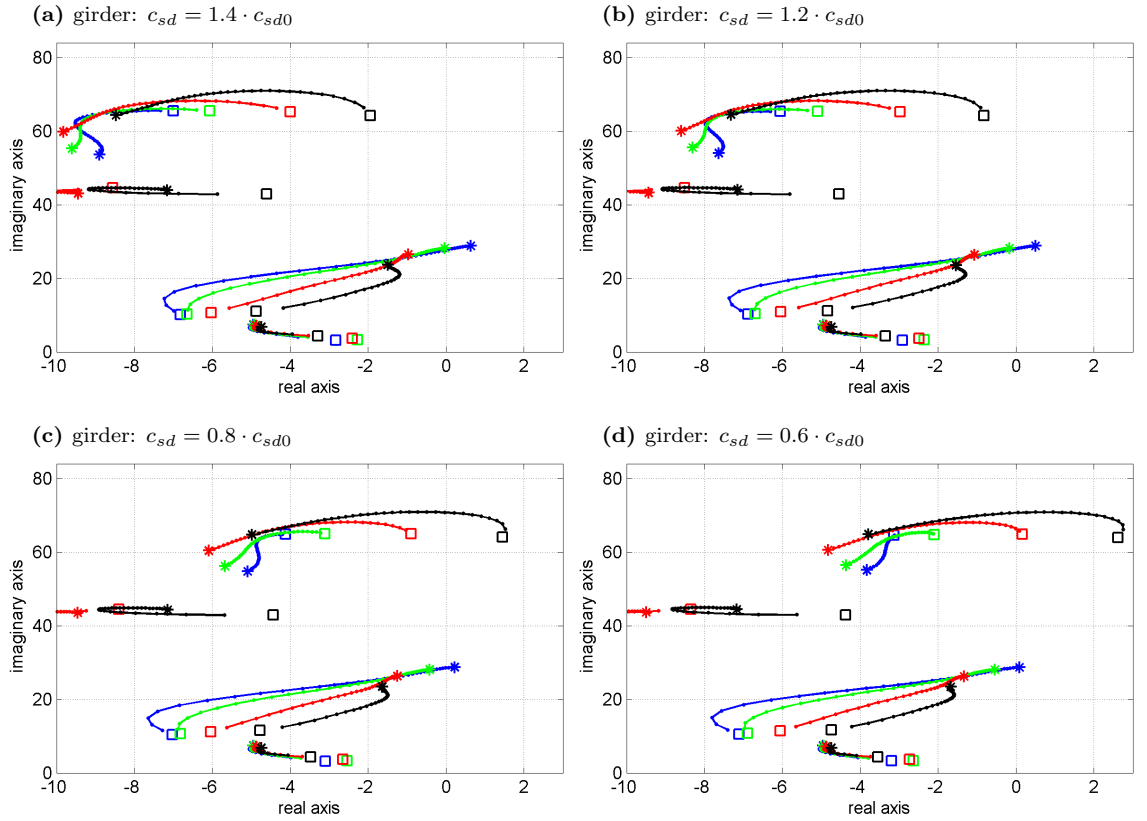 (a) girder: c_sd = 1.4 · c_sd0
(b) girder: c_sd = 1.2 · c_sd0
80
60
40
20
0
imaginary axis
-10 -8 -6 -4 -2 0 2
real axis
80
60
40
20
0
imaginary axis
-10 -8 -6 -4 -2 0 2
real axis
(c) girder: c_sd = 0.8 · c_sd0
(d) girder: c_sd = 0.6 · c_sd0
80
60
40
20
0
imaginary axis
-10 -8 -6 -4 -2 0 2
real axis
80
60
40
20
0
imaginary axis
-10 -8 -6 -4 -2 0 2
real axis